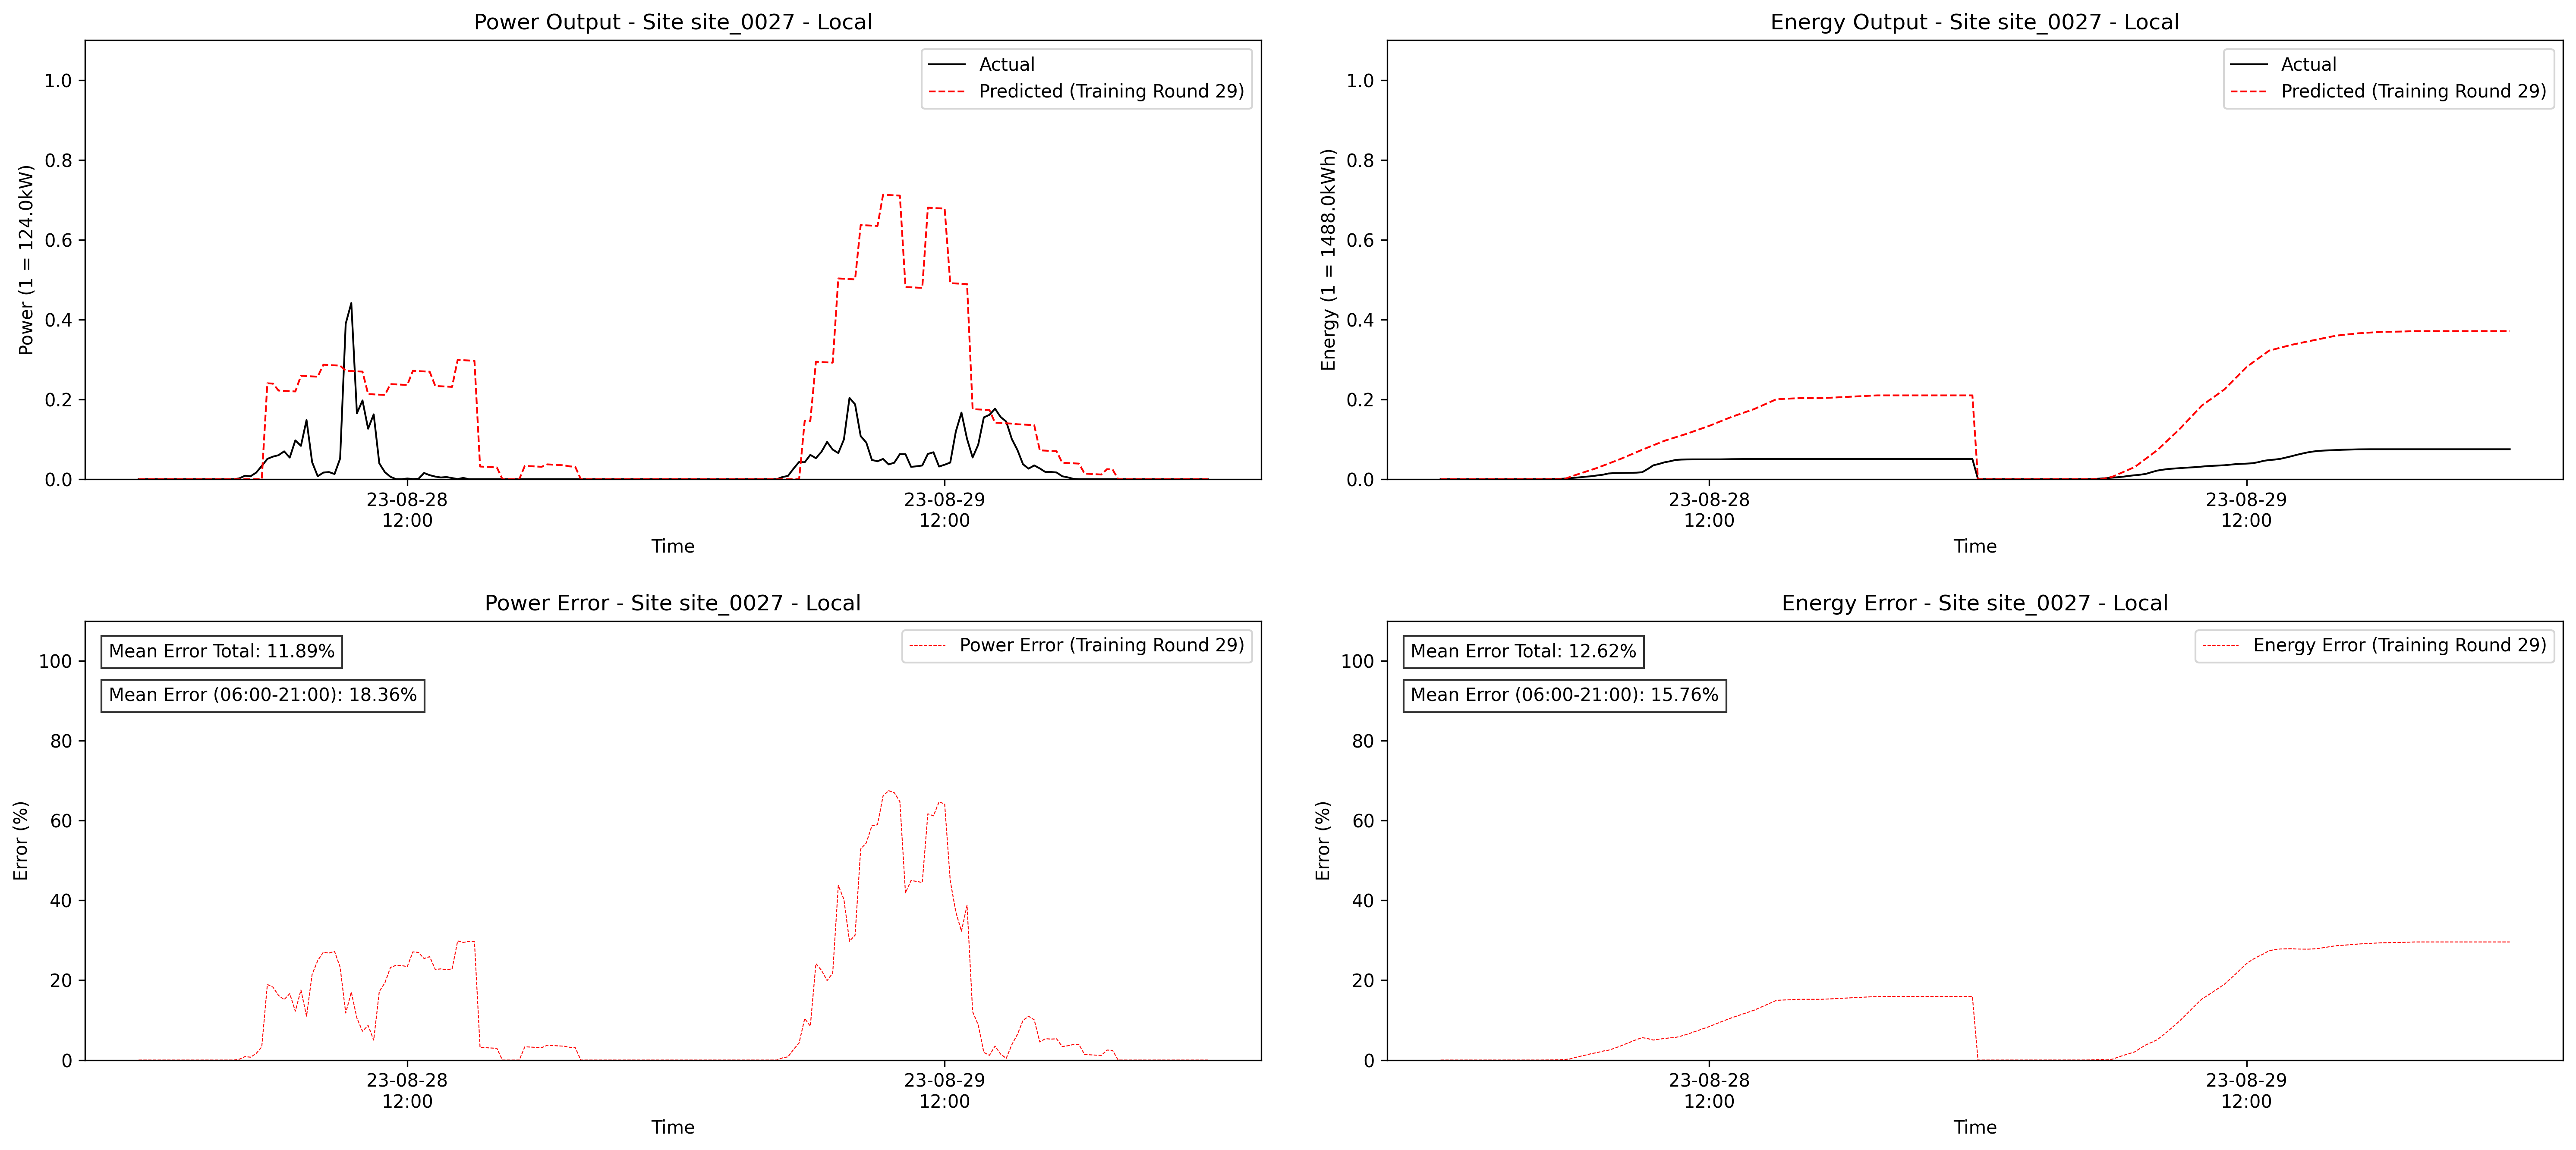 Power Output - Site site_0027 - Local
Actual
Predicted (Training Round 29)
Power (1 = 124.0kW)
1.0
0.8
0.6
0.4
0.2
0.0
23-08-28
12:00
23-08-29
12:00
Time
Energy Output - Site site_0027 - Local
Actual
Predicted (Training Round 29)
Energy (1 = 1488.0kWh)
1.0
0.8
0.6
0.4
0.2
0.0
23-08-28
12:00
23-08-29
12:00
Time
Power Error - Site site_0027 - Local
Mean Error Total: 11.89%
Mean Error (06:00-21:00): 18.36%
Power Error (Training Round 29)
Error (%)
100
80
60
40
20
0
23-08-28
12:00
23-08-29
12:00
Time
Energy Error - Site site_0027 - Local
Mean Error Total: 12.62%
Mean Error (06:00-21:00): 15.76%
Energy Error (Training Round 29)
Error (%)
100
80
60
40
20
0
23-08-28
12:00
23-08-29
12:00
Time